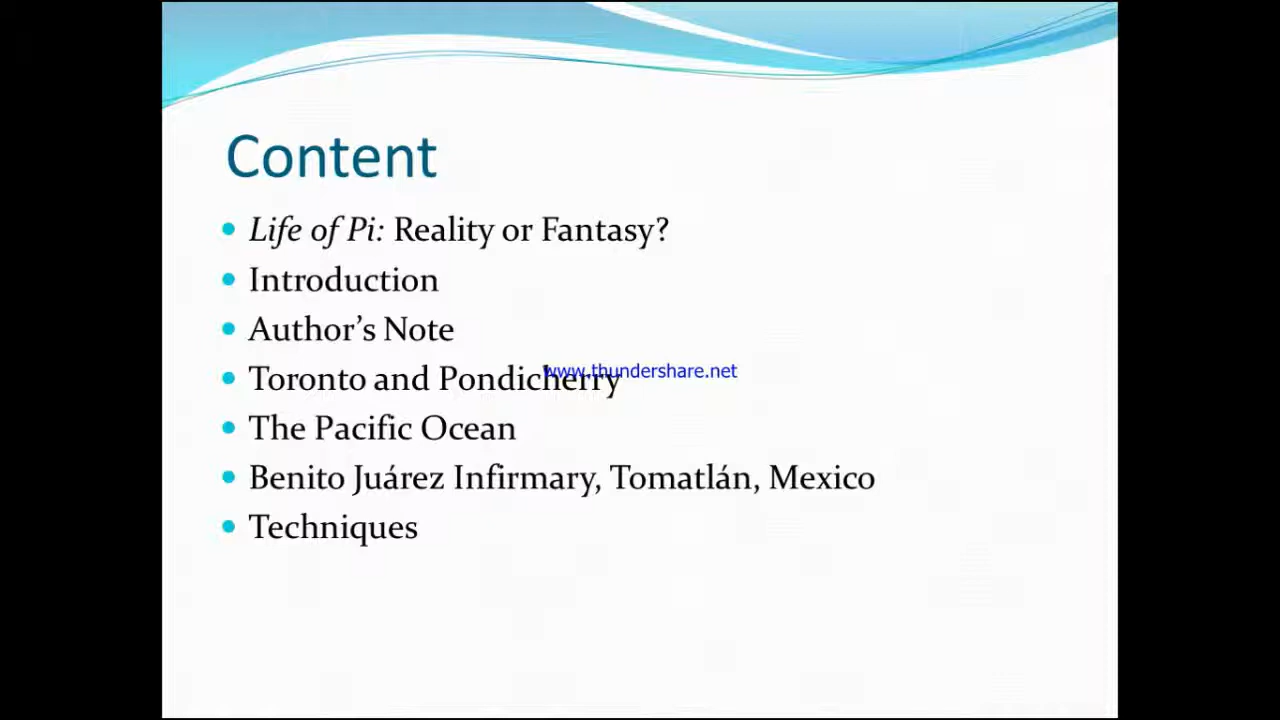 Content
Life of Pi: Reality or Fantasy?
Introduction
Author’s Note
Toronto and Pondicherry
www.thundershare.net
The Pacific Ocean
Benito Juárez Infirmary, Tomatlán, Mexico
Techniques